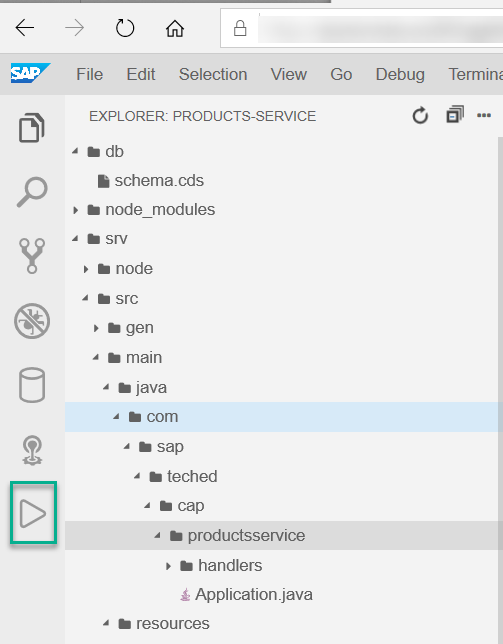 SAP File Edit Selection View Go Debug Termina
EXPLORER: PRODUCTS-SERVICE
db
schema.cds
node_modules
srv
node
src
gen
main
java
com
sap
teched
cap
productsservice
handlers
Application.java
resources